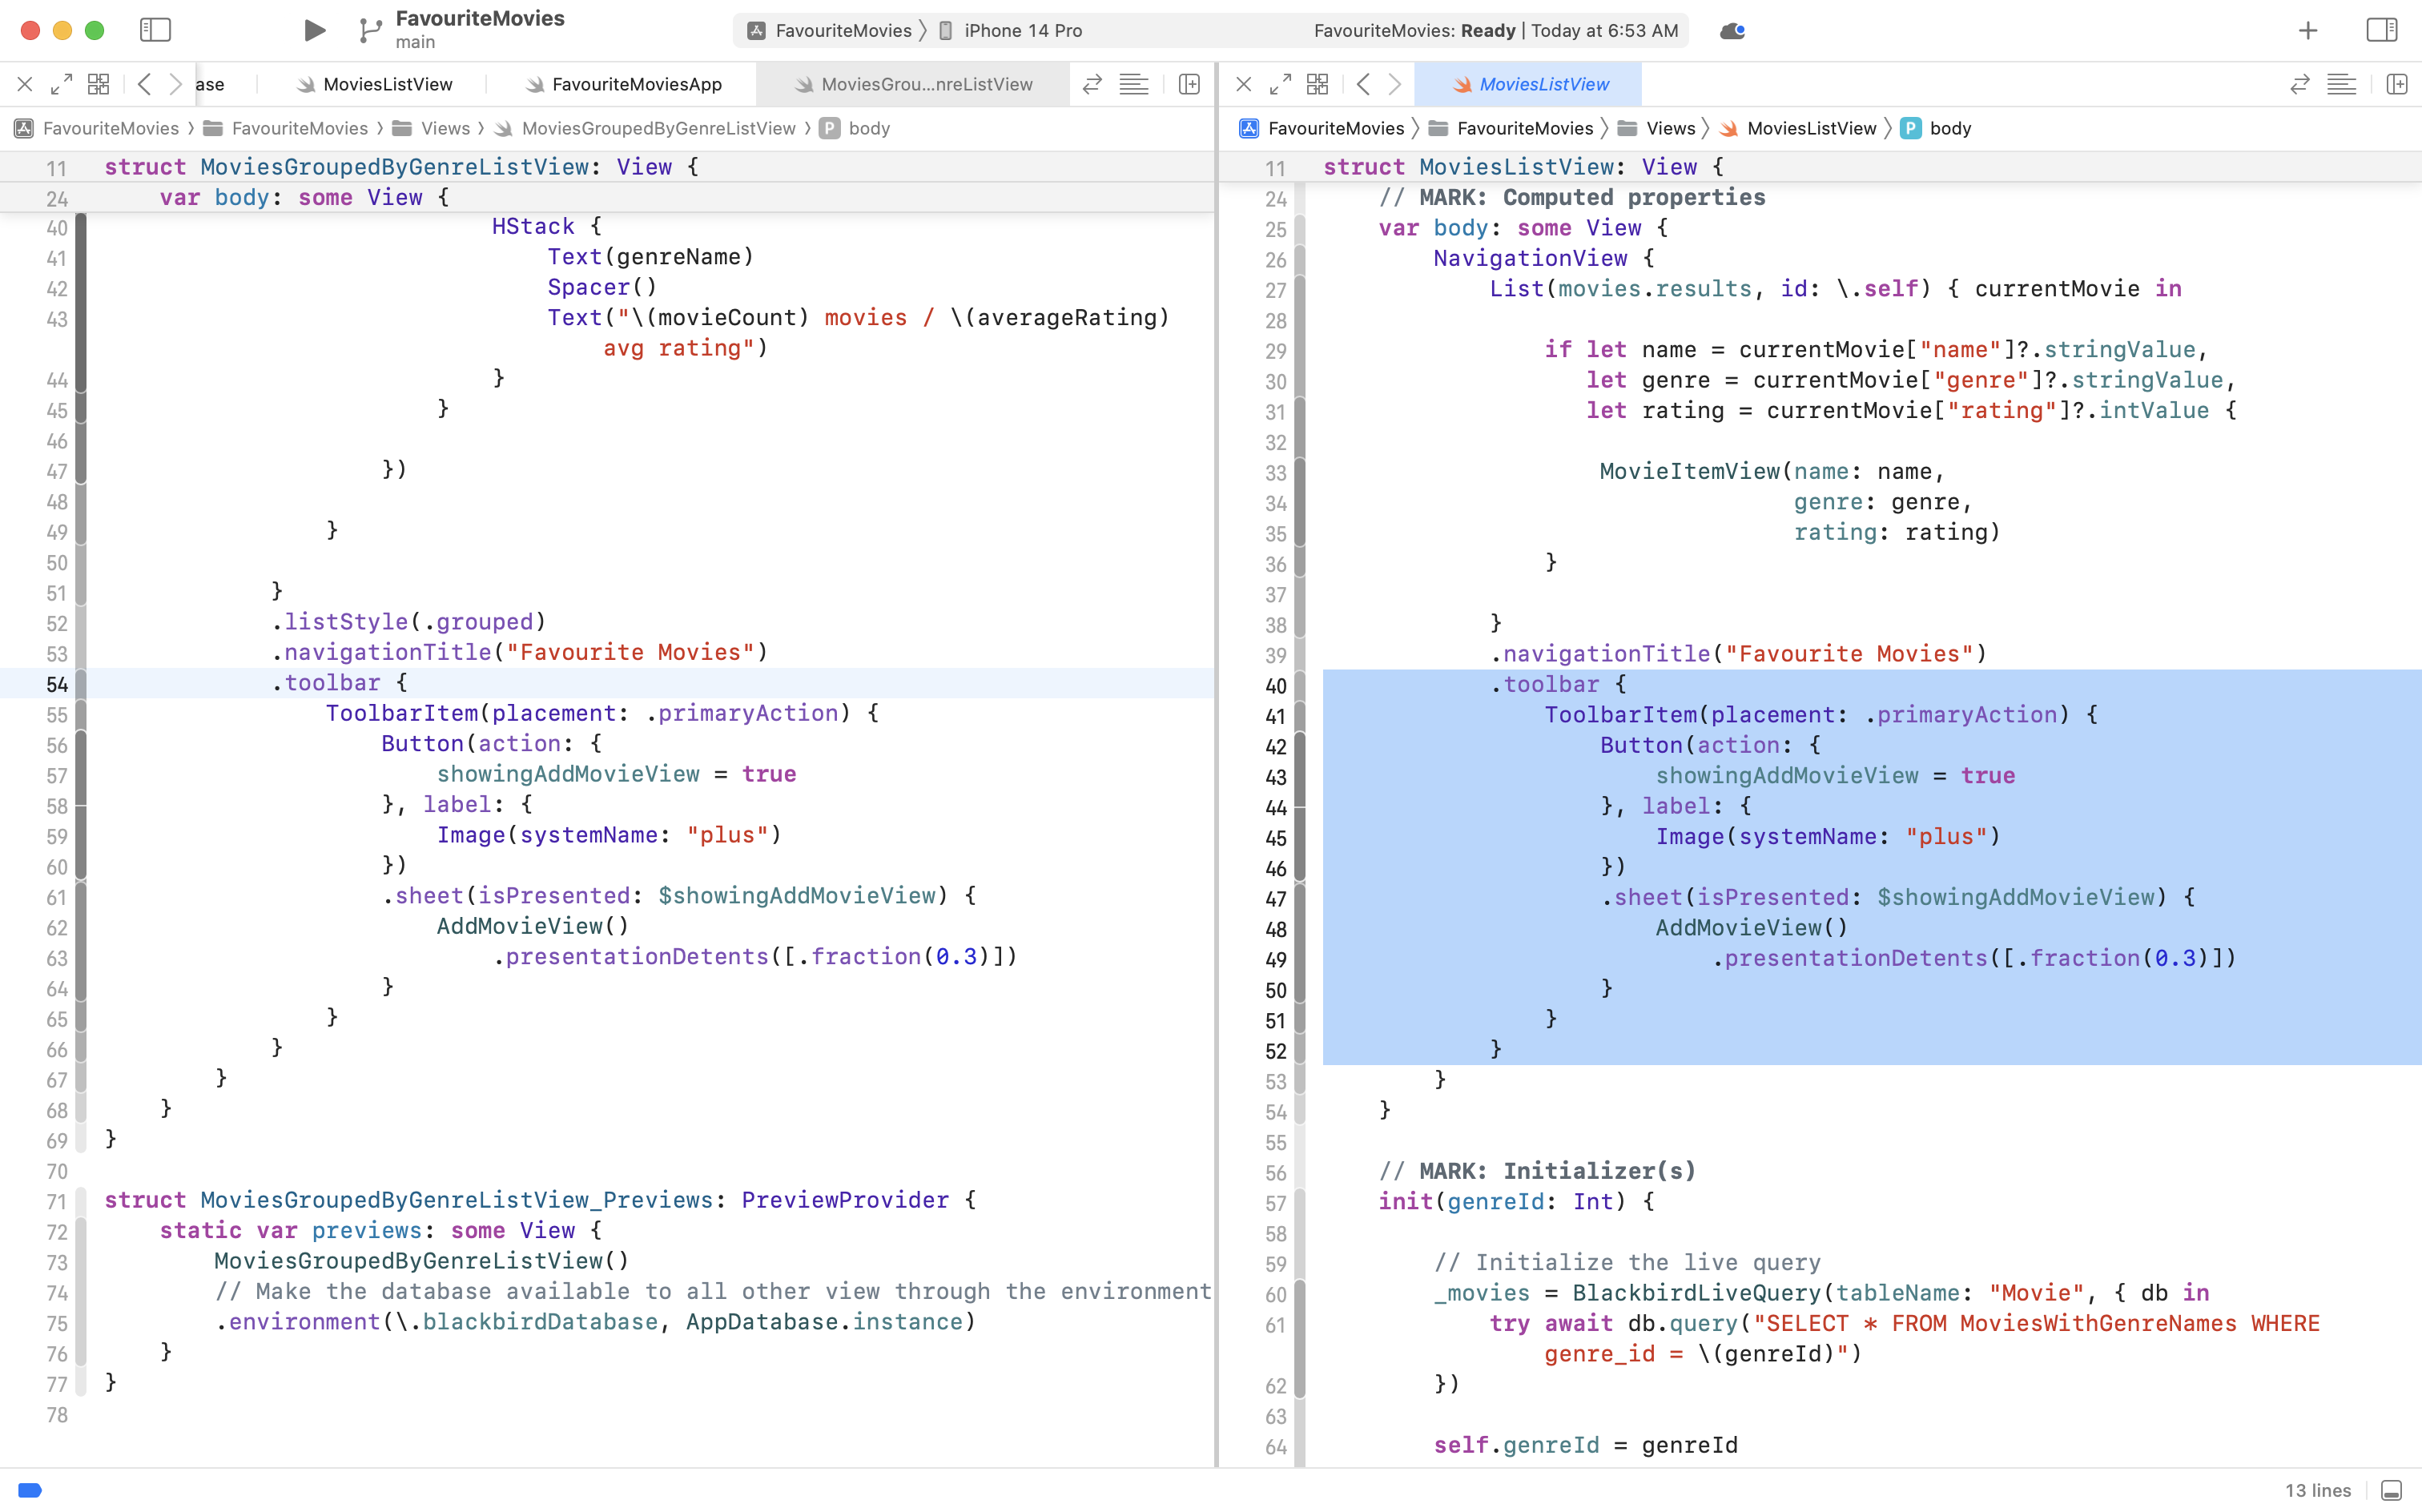 FavouriteMovies
main
FavouriteMovies
iPhone 14 Pro
FavouriteMovies: Ready | Today at 6:53 AM
ase
MoviesListView
FavouriteMoviesApp
MoviesGrou...nreListView
FavouriteMovies
FavouriteMovies
Views
MoviesGroupedByGenreListView
P
body
11 struct MoviesGroupedByGenreListView: View {
24 var body: some View {
40 HStack {
41 Text(genreName)
42 Spacer()
43 Text("\(movieCount) movies / \(averageRating)
avg rating")
44 }
45 }
46
47 })
48
49 }
50
51 }
52 .listStyle(.grouped)
53 .navigationTitle("Favourite Movies")
54 .toolbar {
55 ToolbarItem(placement: .primaryAction) {
56 Button(action: {
57 showingAddMovieView = true
58 }, label: {
59 Image(systemName: "plus")
60 })
61 .sheet(isPresented: $showingAddMovieView) {
62 AddMovieView()
63 .presentationDetents([.fraction(0.3)])
64 }
65 }
66 }
67 }
68 }
69 }
70
71 struct MoviesGroupedByGenreListView_Previews: PreviewProvider {
72 static var previews: some View {
73 MoviesGroupedByGenreListView()
74 // Make the database available to all other view through the environment
75 .environment(\.blackbirdDatabase, AppDatabase.instance)
76 }
77 }
78
MoviesListView
FavouriteMovies
FavouriteMovies
Views
MoviesListView
P
body
11 struct MoviesListView: View {
24 // MARK: Computed properties
25 var body: some View {
26 NavigationView {
27 List(movies.results, id: \.self) { currentMovie in
28
29 if let name = currentMovie["name"]?.stringValue,
30 let genre = currentMovie["genre"]?.stringValue,
31 let rating = currentMovie["rating"]?.intValue {
32
33 MovieItemView(name: name,
34 genre: genre,
35 rating: rating)
36 }
37
38 }
39 .navigationTitle("Favourite Movies")
40 .toolbar {
41 ToolbarItem(placement: .primaryAction) {
42 Button(action: {
43 showingAddMovieView = true
44 }, label: {
45 Image(systemName: "plus")
46 })
47 .sheet(isPresented: $showingAddMovieView) {
48 AddMovieView()
49 .presentationDetents([.fraction(0.3)])
50 }
51 }
52 }
53 }
54 }
55
56 // MARK: Initializer(s)
57 init(genreId: Int) {
58
59 // Initialize the live query
60 _movies = BlackbirdLiveQuery(tableName: "Movie", { db in
61 try await db.query("SELECT * FROM MoviesWithGenreNames WHERE
genre_id = \(genreId)")
62 })
63
64 self.genreId = genreId
13 lines